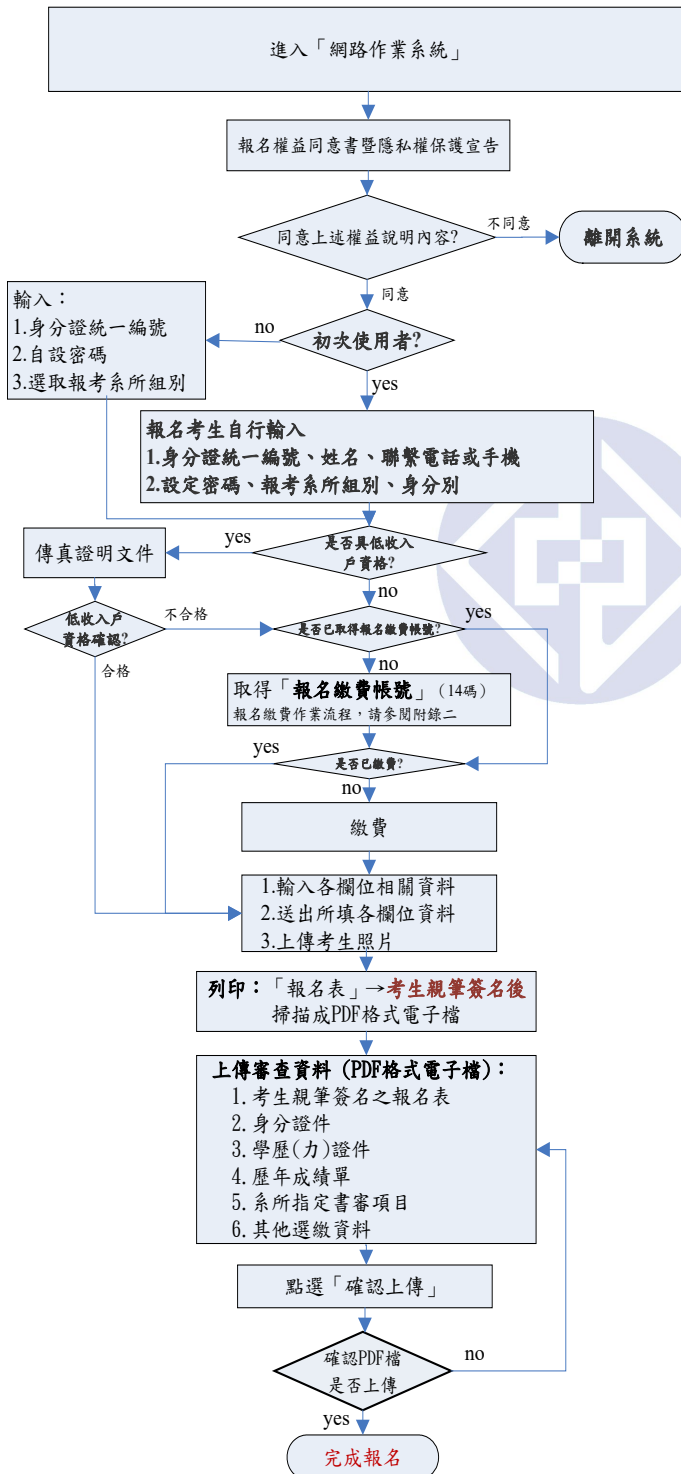 進入「網路作業系統」
報名權益同意書暨隱私權保護宣告
同意上述權益說明內容?
不同意
離開系統
同意
輸入：
1.身分證統一編號
2.自設密碼
3.選取報考系所組別
no
初次使用者?
yes
報名考生自行輸入
1.身分證統一編號、姓名、聯繫電話或手機
2.設定密碼、報考系所組別、身分別
傳真證明文件
yes
是否具低收入
戶資格?
no
低收入戶
資格確認?
不合格
是否已取得報名繳費帳號?
yes
合格
no
取得「報名繳費帳號」（14碼）
報名繳費作業流程，請參閱附錄二
yes
是否已繳費?
no
繳費
1.輸入各欄位相關資料
2.送出所填各欄位資料
3.上傳考生照片
列印：「報名表」→考生親筆簽名後
掃描成PDF格式電子檔
上傳審查資料 (PDF格式電子檔)：
1. 考生親筆簽名之報名表
2. 身分證件
3. 學歷(力)證件
4. 歷年成績單
5. 系所指定書審項目
6. 其他選繳資料
點選「確認上傳」
確認PDF檔
是否上傳
no
yes
完成報名